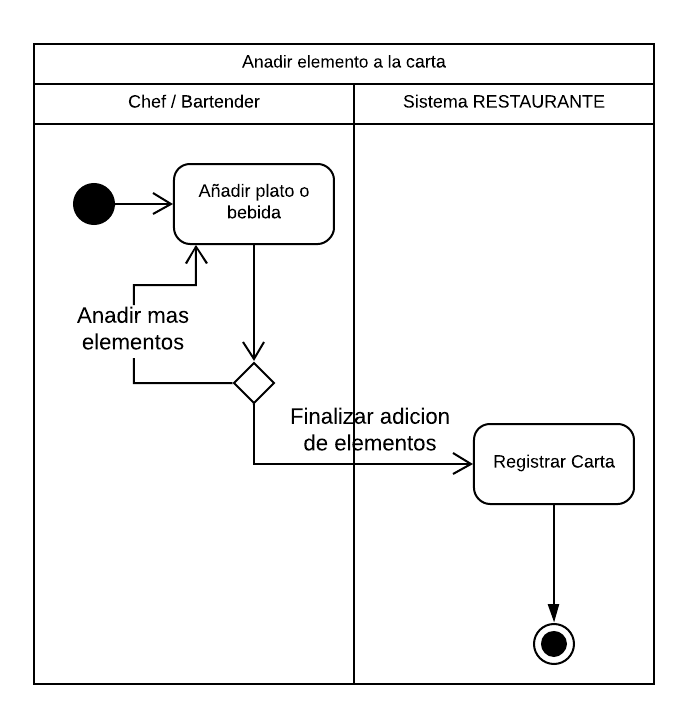 Anadir elemento a la carta
Chef / Bartender
Sistema RESTAURANTE
Añadir plato o
bebida
Anadir mas
elementos
Finalizar adicion
de elementos
Registrar Carta